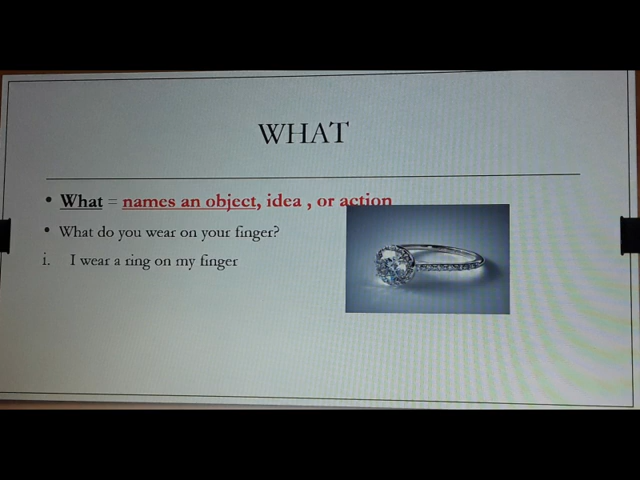 WHAT
• What = names an object, idea , or action
• What do you wear on your finger?
i. I wear a ring on my finger